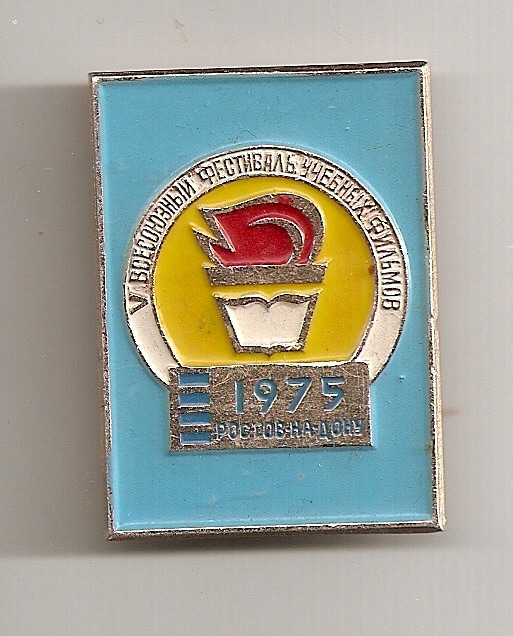 V ВСЕСОЮЗНЫЙ ФЕСТИВАЛЬ УЧЕБНЫХ ФИЛЬМОВ
1975
РОСТОВ-НА-ДОНУ